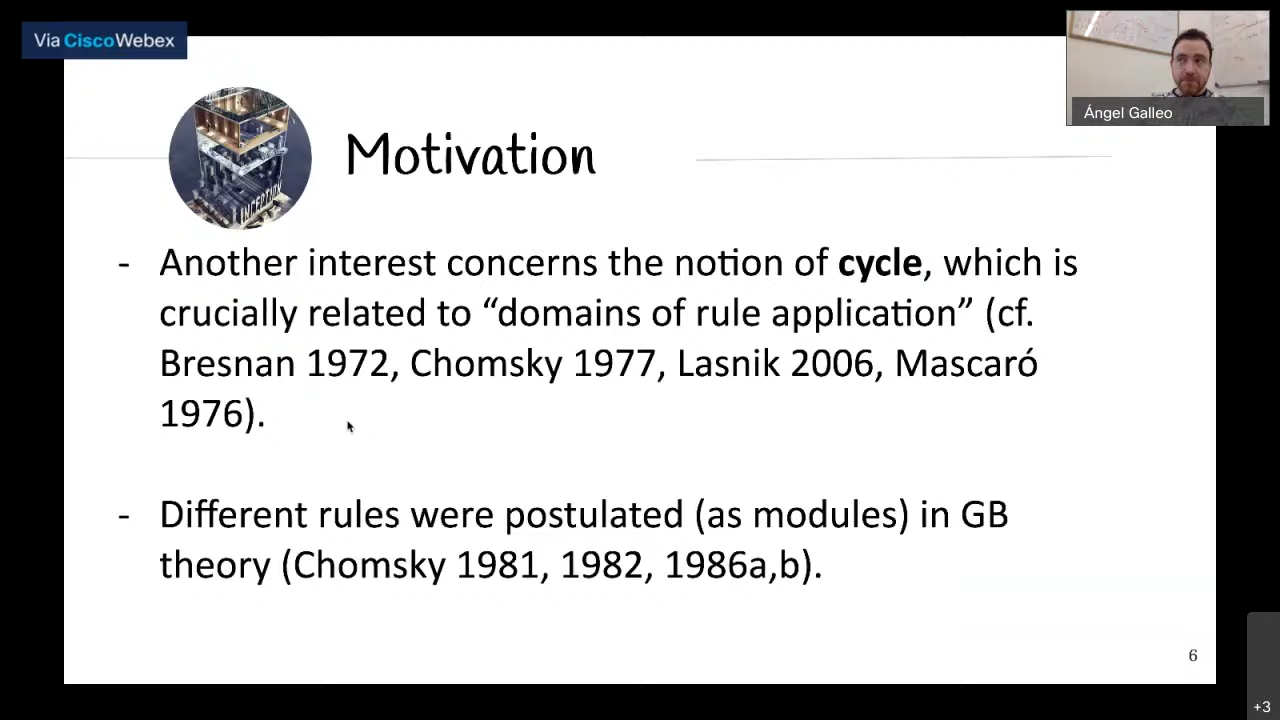 Via CiscoWebex
Ángel Galleo
INCEPTION
Motivation
- Another interest concerns the notion of cycle, which is
crucially related to “domains of rule application” (cf.
Bresnan 1972, Chomsky 1977, Lasnik 2006, Mascaró
1976).
- Different rules were postulated (as modules) in GB
theory (Chomsky 1981, 1982, 1986a,b).
6
+3